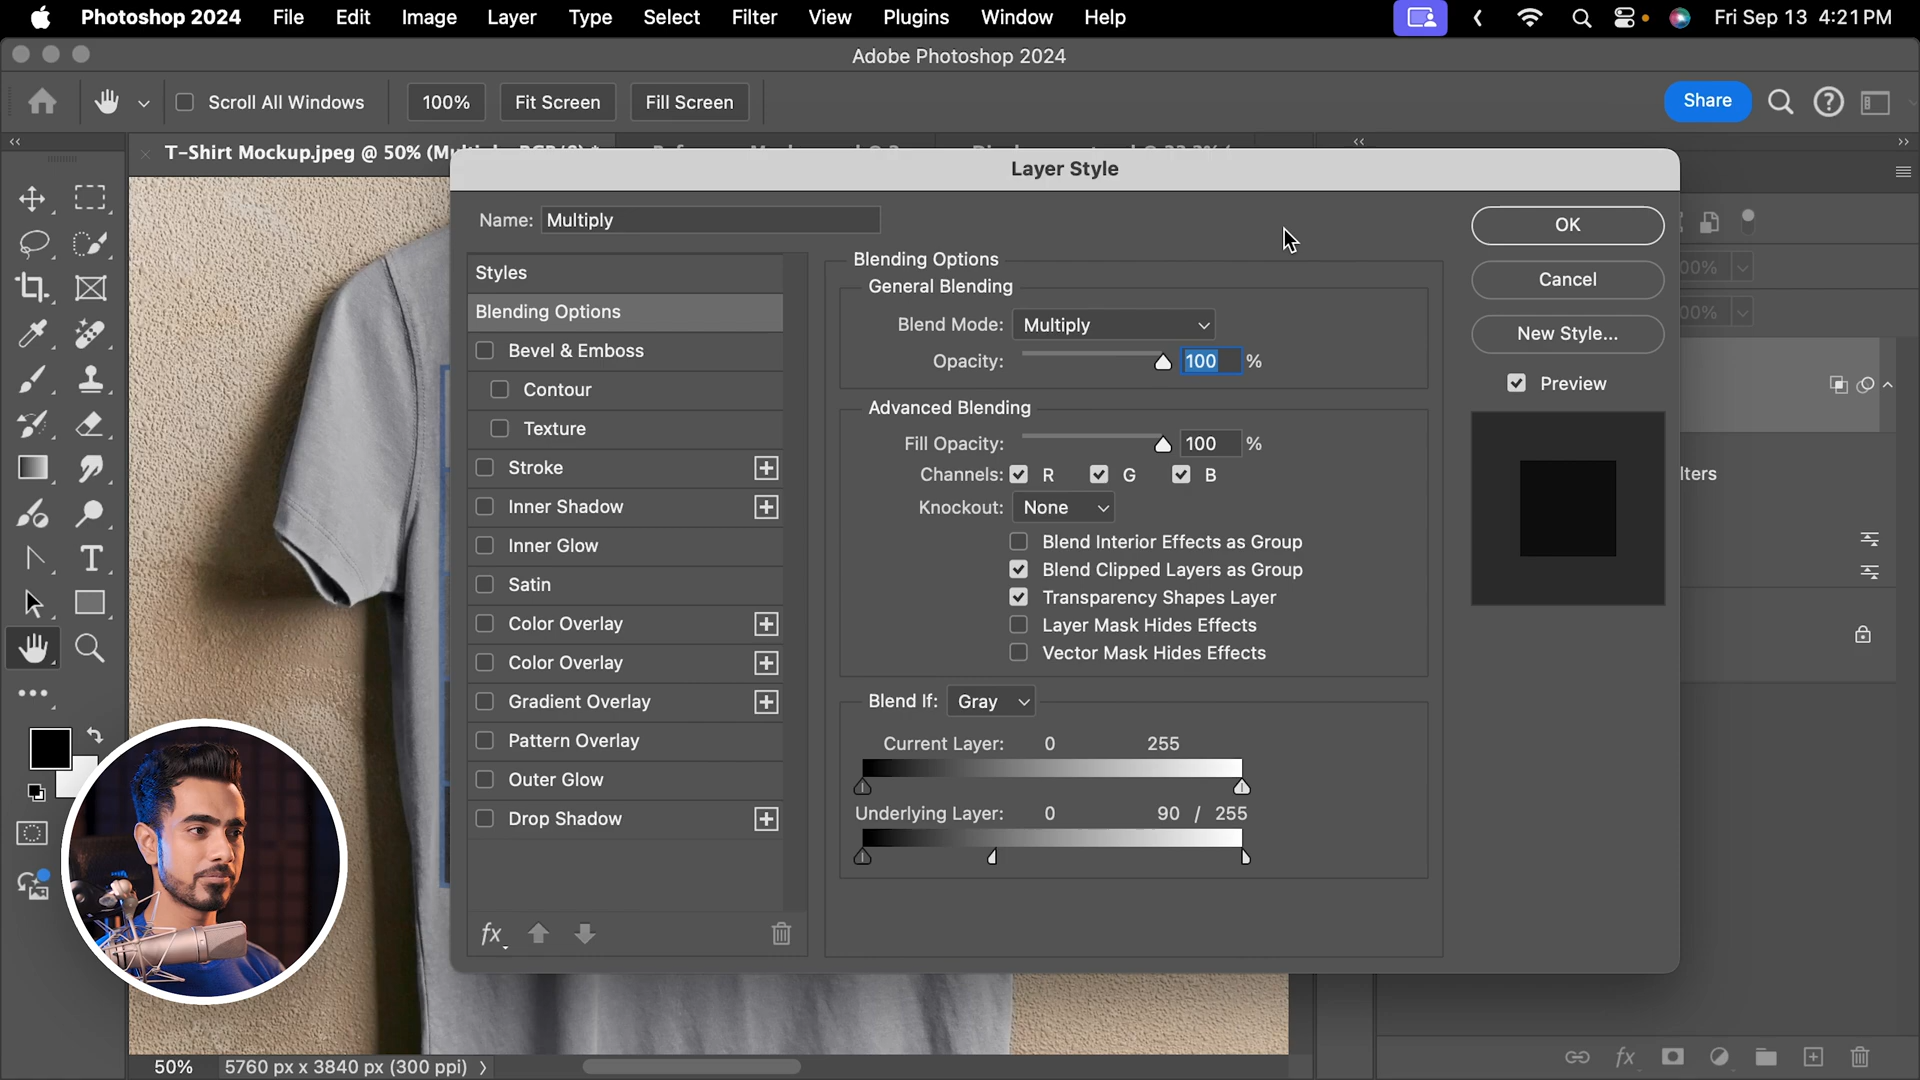 Photoshop 2024 File Edit Image Layer Type Select Filter View Plugins Window Help Fri Sep 13 4:21 PM
Adobe Photoshop 2024
Scroll All Windows 100% Fit Screen Fill Screen Share
T-Shirt Mockup.jpeg @ 50% (M
Layer Style
Name: Multiply
OK
Cancel
New Style...
Preview
Styles
Blending Options
Bevel & Emboss
Contour
Texture
Stroke
Inner Shadow
Inner Glow
Satin
Color Overlay
Color Overlay
Gradient Overlay
Pattern Overlay
Outer Glow
Drop Shadow
fx
Blending Options
General Blending
Blend Mode: Multiply
Opacity: 100 %
Advanced Blending
Fill Opacity: 100 %
Channels: R G B
Knockout: None
Blend Interior Effects as Group
Blend Clipped Layers as Group
Transparency Shapes Layer
Layer Mask Hides Effects
Vector Mask Hides Effects
Blend If: Gray
Current Layer: 0 255
Underlying Layer: 0 90 / 255
00%
00%
lters
50% 5760 px x 3840 px (300 ppi)
fx